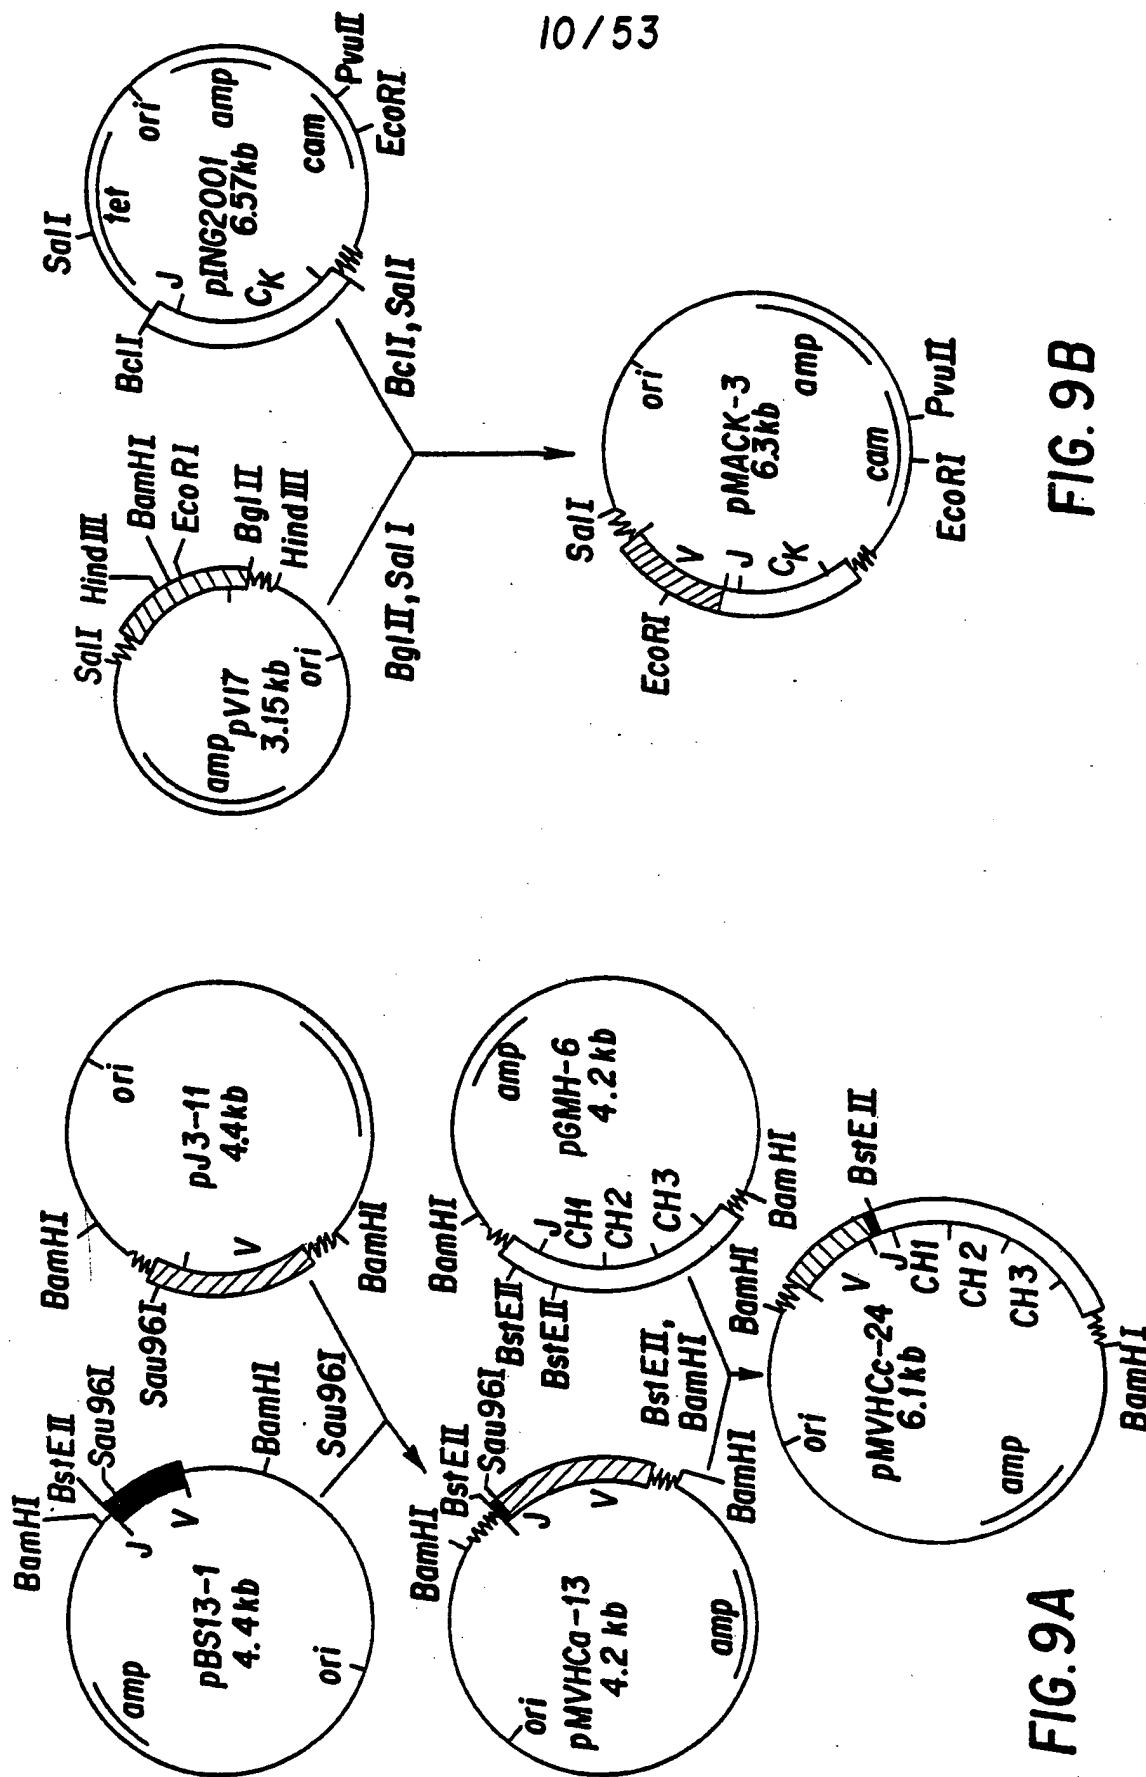 10/53
BamHI
BstEII
Sau96I
J
V
BamHI
amp
pBS13-1
4.4kb
ori
BamHI
ori
pJ3-11
4.4kb
Sau96I
V
BamHI
Sau96I
BamHI
BstEII
Sau96I
J
V
BamHI
ori
pMVHCa-13
4.2kb
amp
BamHI
BstEII
BstEII
J
CH1
CH2
CH3
amp
pGMH-6
4.2kb
BamHI
BstEII,
BamHI
BamHI
BstEII
V
J
CH1
CH2
CH3
ori
pMVHCc-24
6.1kb
amp
BamHI
FIG.9A
SalI
HindIII
BamHI
EcoRI
BglII
HindIII
amp
pV17
3.15kb
ori
BglII,SalI
SalI
tet
ori
BclI
J
pING2001
6.57kb
amp
CK
cam
PvuII
EcoRI
BclI,SalI
SalI
ori
EcoRI
V
J
CK
pMACK-3
6.3kb
amp
cam
PvuII
EcoRI
FIG.9B